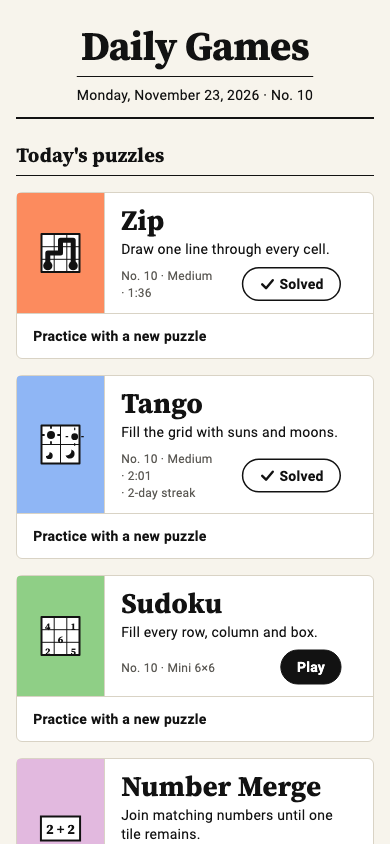 Daily Games
Monday, November 23, 2026 · No. 10
Today's puzzles
Zip
Draw one line through every cell.
No. 10 · Medium
· 1:36
Solved
Practice with a new puzzle
Tango
Fill the grid with suns and moons.
No. 10 · Medium
· 2:01
· 2-day streak
Solved
Practice with a new puzzle
4 1
6
2 5
Sudoku
Fill every row, column and box.
No. 10 · Mini 6×6
Play
Practice with a new puzzle
2+2
Number Merge
Join matching numbers until one
tile remains.